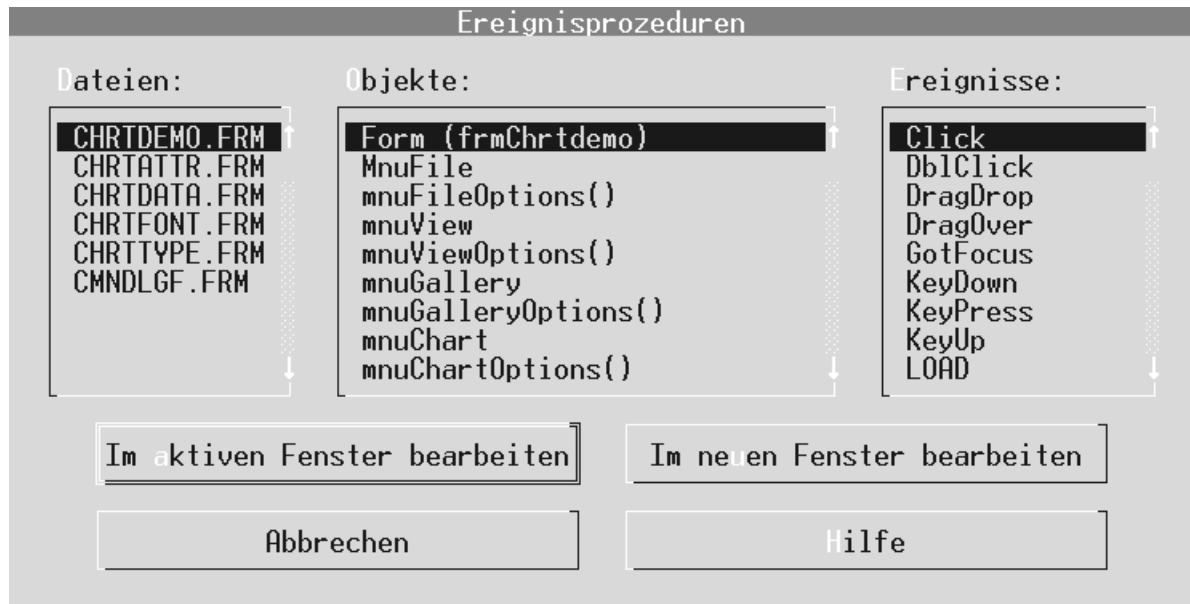 Ereignisprozeduren
Dateien:
CHRTDEMO.FRM
CHRTATTR.FRM
CHRTDATA.FRM
CHRTFONT.FRM
CHRTTYPE.FRM
CMNDLGF.FRM
Objekte:
Form (frmChrtdemo)
MnuFile
mnuFileOptions()
mnuView
mnuViewOptions()
mnuGallery
mnuGalleryOptions()
mnuChart
mnuChartOptions()
Ereignisse:
Click
DblClick
DragDrop
DragOver
GotFocus
KeyDown
KeyPress
KeyUp
LOAD
Im aktiven Fenster bearbeiten
Im neuen Fenster bearbeiten
Abbrechen
Hilfe